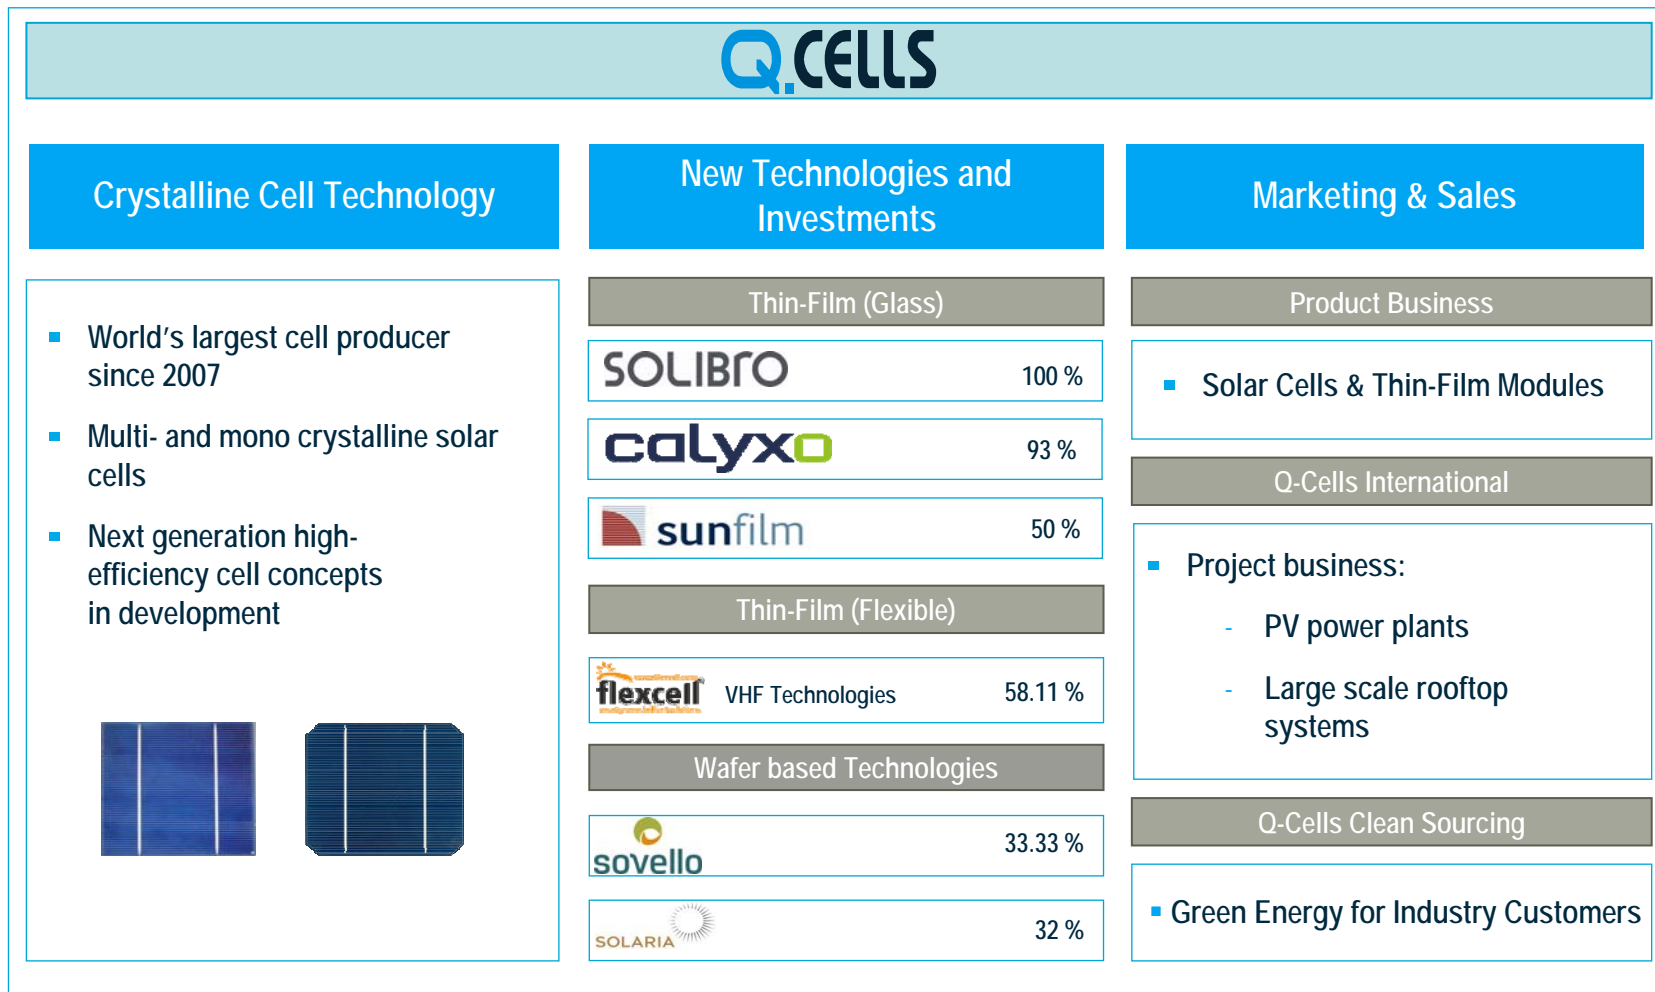 Q.CELLS
Crystalline Cell Technology
World's largest cell producer
since 2007
Multi- and mono crystalline solar
cells
Next generation high-
efficiency cell concepts
in development
New Technologies and
Investments
Thin-Film (Glass)
SOLIBRO 100 %
calyxo 93 %
sunfilm 50 %
Thin-Film (Flexible)
flexcell VHF Technologies 58.11 %
Wafer based Technologies
sovello 33.33 %
SOLARIA 32 %
Marketing & Sales
Product Business
Solar Cells & Thin-Film Modules
Q-Cells International
Project business:
- PV power plants
- Large scale rooftop
systems
Q-Cells Clean Sourcing
Green Energy for Industry Customers